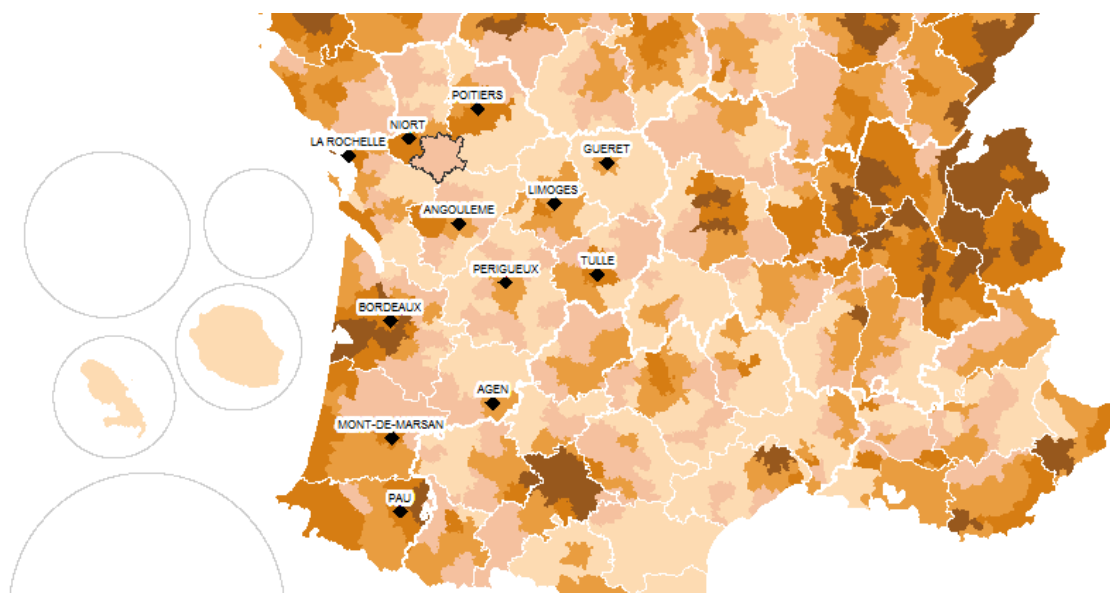 POITIERS
NIORT
LA ROCHELLE
GUERET
LIMOGES
ANGOULEME
TULLE
PERIGUEUX
BORDEAUX
AGEN
MONT-DE-MARSAN
PAU